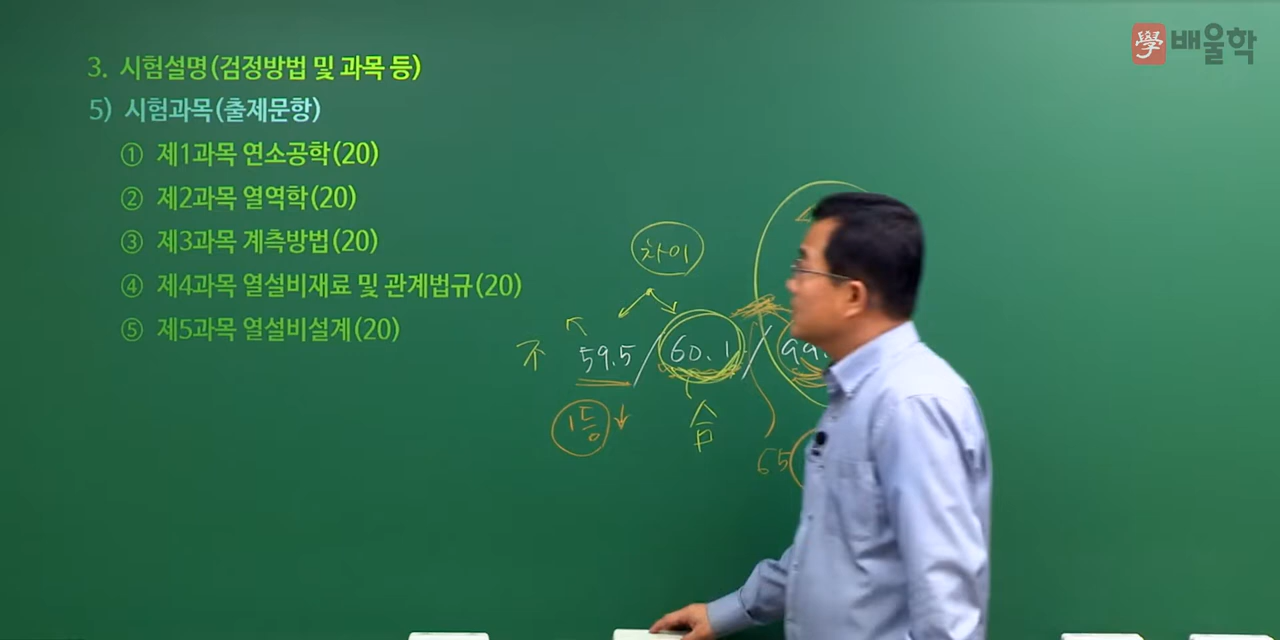 學 배울학
3. 시험설명(검정방법 및 과목 등)
5) 시험과목(출제문항)
① 제1과목 연소공학(20)
② 제2과목 열역학(20)
③ 제3과목 계측방법(20)
④ 제4과목 열설비재료 및 관계법규(20)
⑤ 제5과목 열설비설계(20)
차이
不 59.5 / 60.1 / 99.
1등 合
65